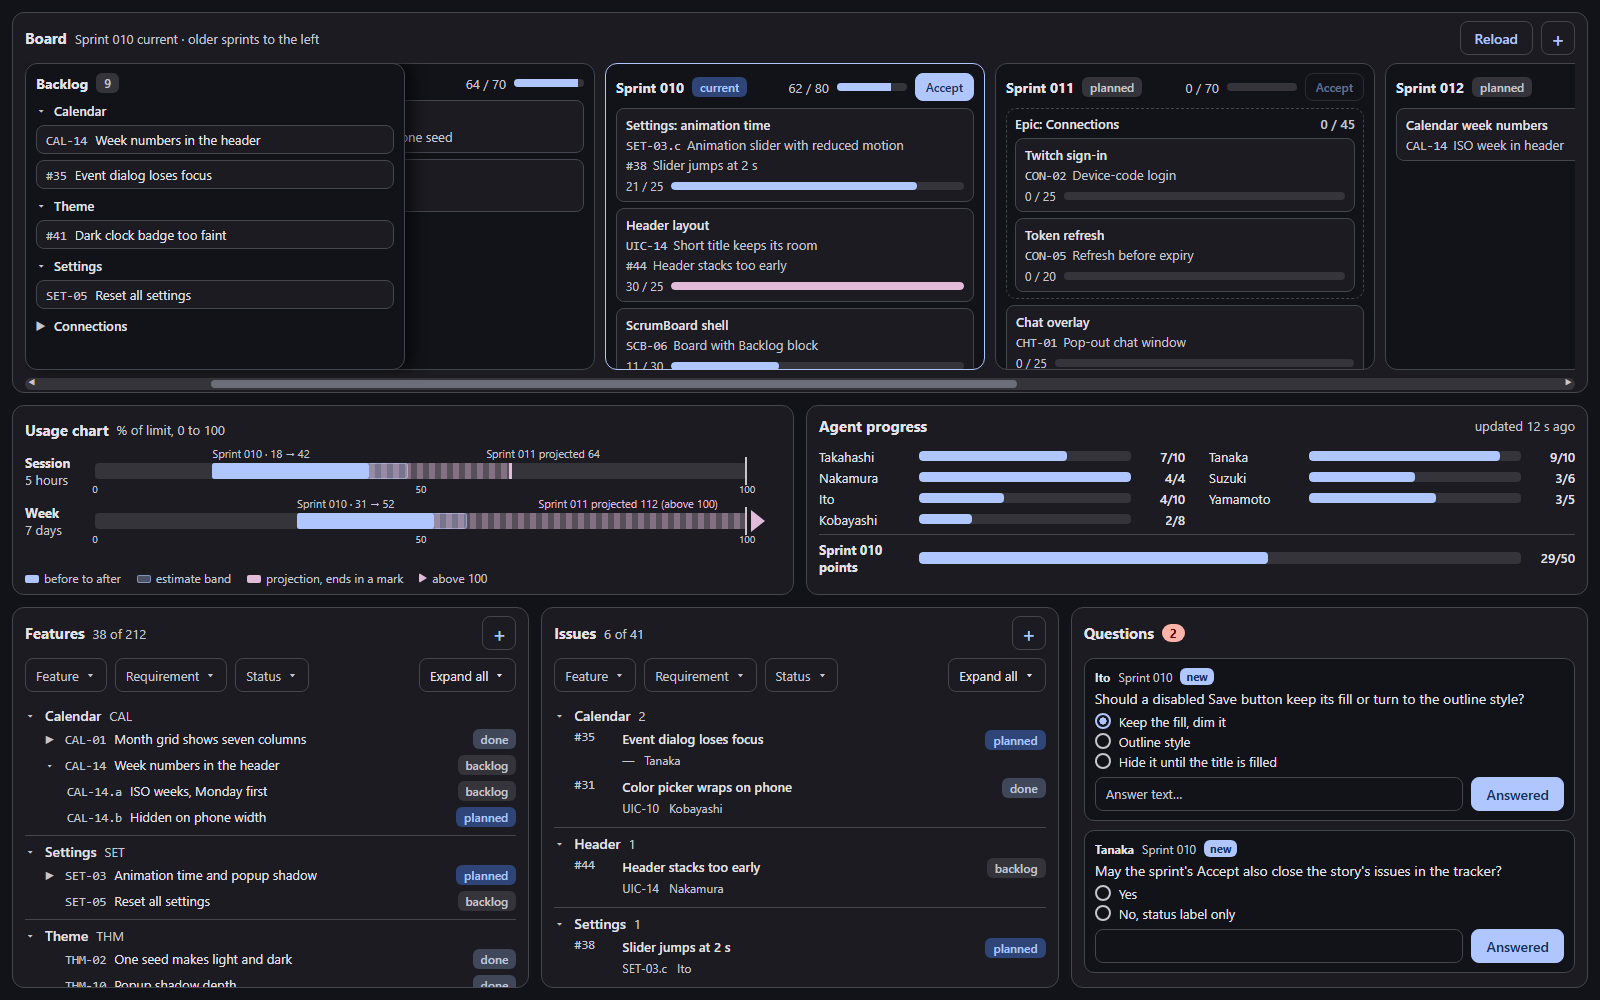 Board Sprint 010 current · older sprints to the left
Reload +
Backlog 9
Calendar
CAL-14 Week numbers in the header
#35 Event dialog loses focus
Theme
#41 Dark clock badge too faint
Settings
SET-05 Reset all settings
Connections
64 / 70
one seed
Sprint 010 current 62 / 80 Accept
Settings: animation time
SET-03.c Animation slider with reduced motion
#38 Slider jumps at 2 s
21 / 25
Header layout
UIC-14 Short title keeps its room
#44 Header stacks too early
30 / 25
ScrumBoard shell
SCB-06 Board with Backlog block
11 / 30
Sprint 011 planned 0 / 70 Accept
Epic: Connections 0 / 45
Twitch sign-in
CON-02 Device-code login
0 / 25
Token refresh
CON-05 Refresh before expiry
0 / 20
Chat overlay
CHT-01 Pop-out chat window
0 / 25
Sprint 012 planned
Calendar week numbers
CAL-14 ISO week in header
Usage chart % of limit, 0 to 100
Sprint 010 · 18 → 42 Sprint 011 projected 64
Session
5 hours
0 50 100
Sprint 010 · 31 → 52 Sprint 011 projected 112 (above 100)
Week
7 days
0 50 100
before to after estimate band projection, ends in a mark above 100
Agent progress updated 12 s ago
Takahashi 7/10
Nakamura 4/4
Ito 4/10
Kobayashi 2/8
Tanaka 9/10
Suzuki 3/6
Yamamoto 3/5
Sprint 010
points 29/50
Features 38 of 212 +
Feature Requirement Status Expand all
Calendar CAL
CAL-01 Month grid shows seven columns done
CAL-14 Week numbers in the header backlog
CAL-14.a ISO weeks, Monday first backlog
CAL-14.b Hidden on phone width planned
Settings SET
SET-03 Animation time and popup shadow planned
SET-05 Reset all settings backlog
Theme THM
THM-02 One seed makes light and dark done
THM-10 Popup shadow depth done
Issues 6 of 41 +
Feature Requirement Status Expand all
Calendar 2
#35 Event dialog loses focus planned
— Tanaka
#31 Color picker wraps on phone done
UIC-10 Kobayashi
Header 1
#44 Header stacks too early backlog
UIC-14 Nakamura
Settings 1
#38 Slider jumps at 2 s planned
SET-03.c Ito
Questions 2
Ito Sprint 010 new
Should a disabled Save button keep its fill or turn to the outline style?
Keep the fill, dim it
Outline style
Hide it until the title is filled
Answer text... Answered
Tanaka Sprint 010 new
May the sprint's Accept also close the story's issues in the tracker?
Yes
No, status label only
Answered